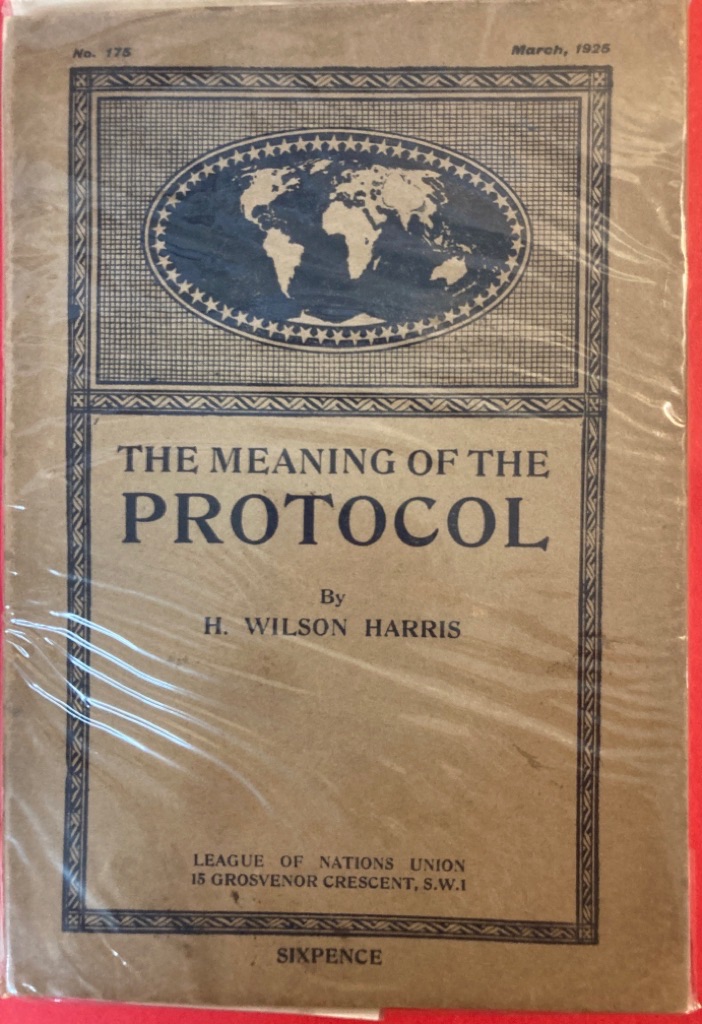 No. 175
March, 1925
THE MEANING OF THE
PROTOCOL
By
H. WILSON HARRIS
LEAGUE OF NATIONS UNION
15 GROSVENOR CRESCENT, S.W.1
SIXPENCE